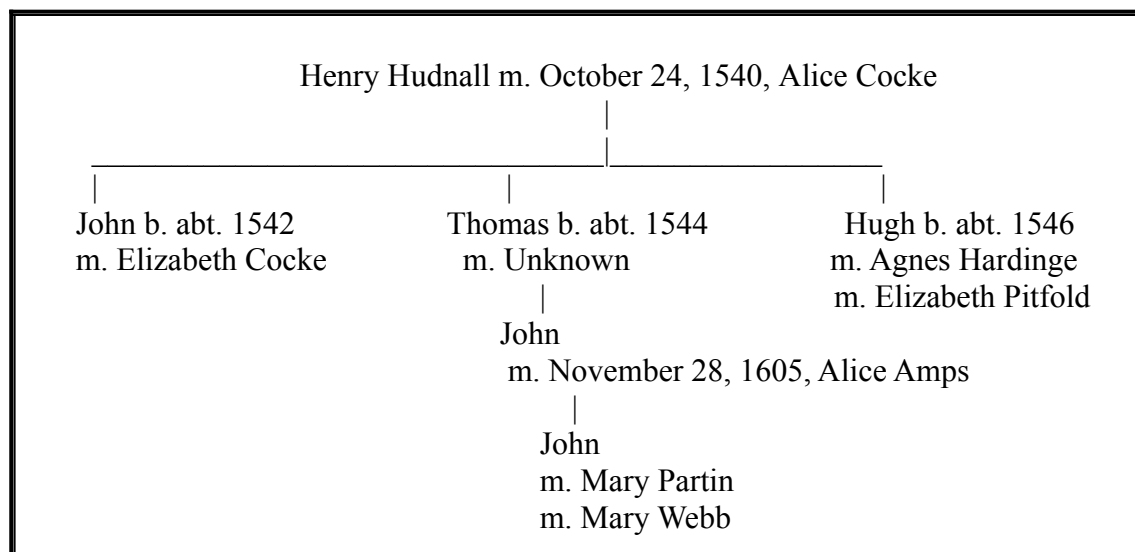 Henry Hudnall m. October 24, 1540, Alice Cocke
John b. abt. 1542 Thomas b. abt. 1544 Hugh b. abt. 1546
m. Elizabeth Cocke m. Unknown m. Agnes Hardinge
m. Elizabeth Pitfold
John
m. November 28, 1605, Alice Amps
John
m. Mary Partin
m. Mary Webb